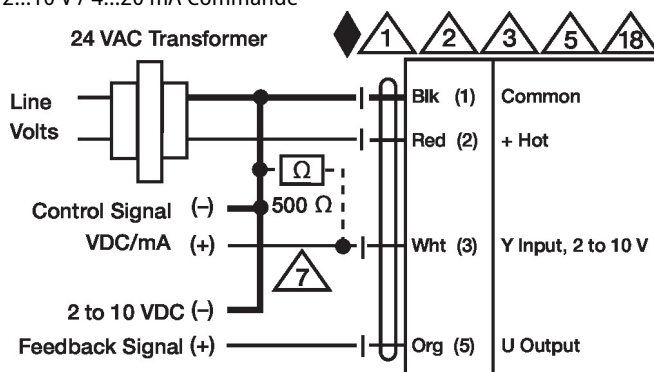 2...10 V / 4...20 mA Commande
24 VAC Transformer
1 2 3 5 18
Line
Volts
Blk (1) Common
Red (2) + Hot
Ω
500 Ω
Control Signal (–)
VDC/mA (+)
Wht (3) Y Input, 2 to 10 V
7
2 to 10 VDC (–)
Feedback Signal (+)
Org (5) U Output